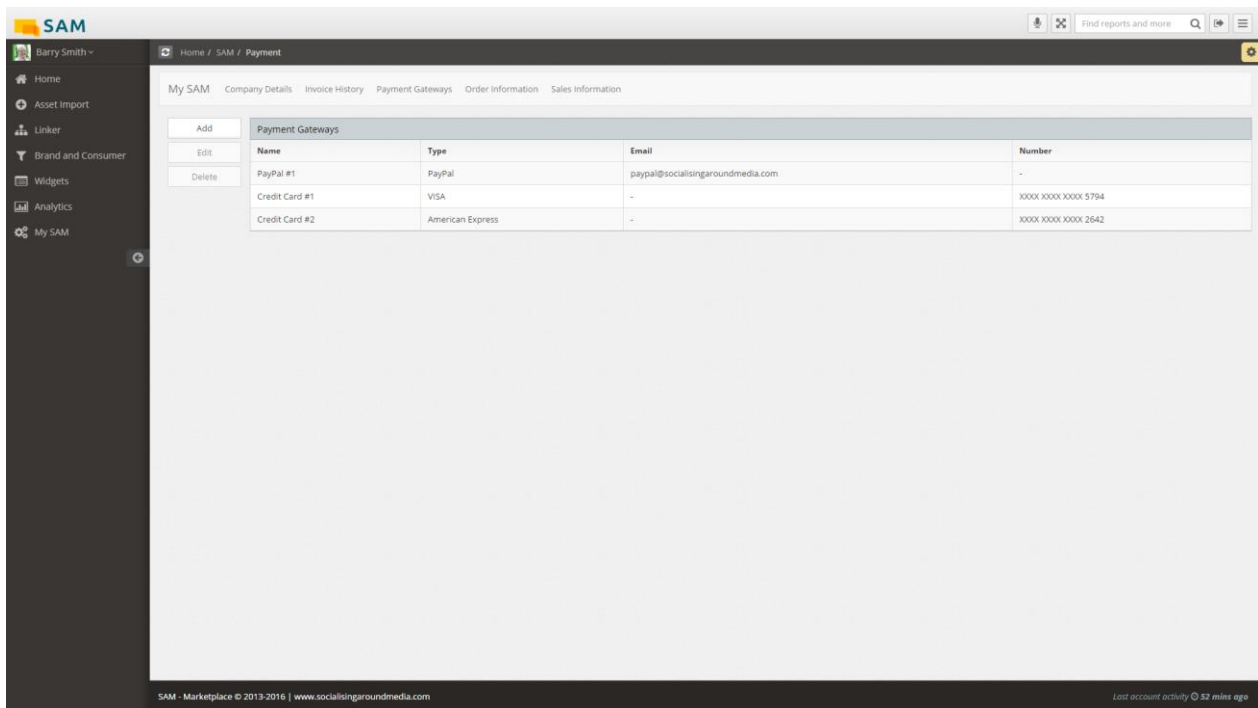 SAM
Find reports and more
Barry Smith
Home / SAM / Payment
Home
Asset Import
Linker
Brand and Consumer
Widgets
Analytics
My SAM
My SAM Company Details Invoice History Payment Gateways Order Information Sales Information
Add
Edit
Delete
Payment Gateways
Name Type Email Number
PayPal #1 PayPal paypal@socialisingaroundmedia.com -
Credit Card #1 VISA - XXXX XXXX XXXX 5794
Credit Card #2 American Express - XXXX XXXX XXXX 2642
SAM - Marketplace © 2013-2016 | www.socialisingaroundmedia.com
Last account activity 52 mins ago